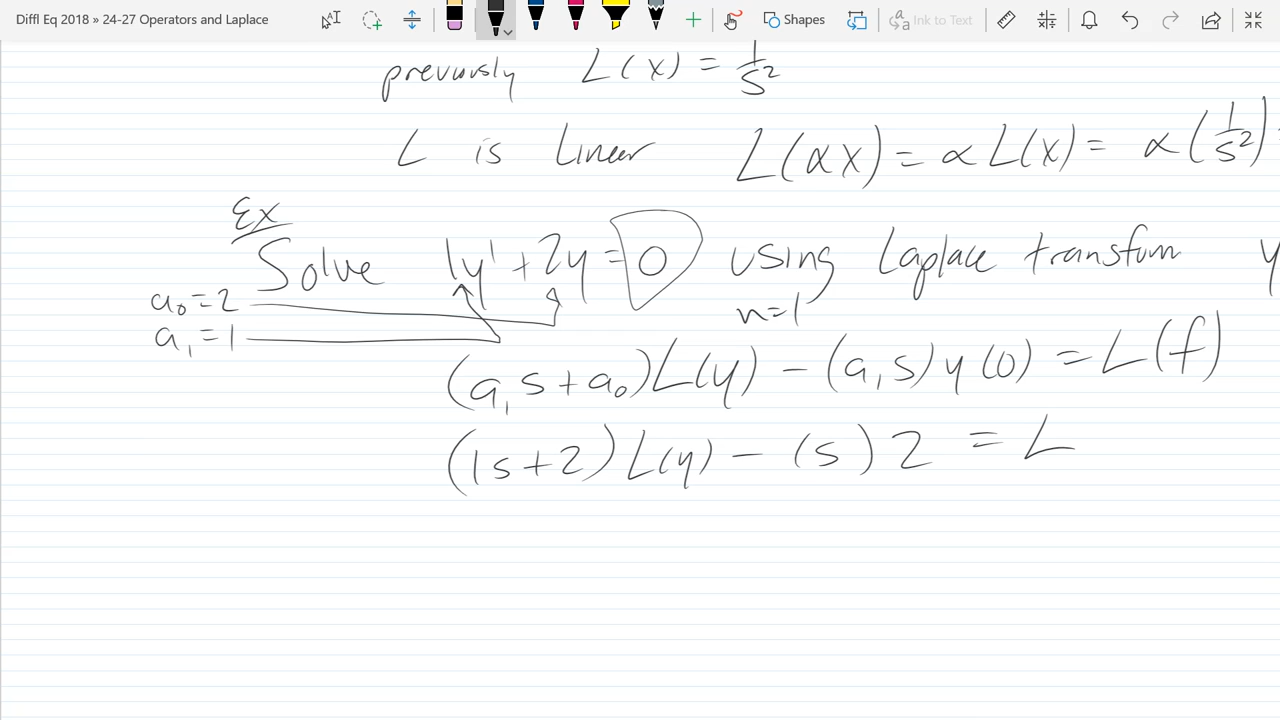 Diffl Eq 2018 » 24-27 Operators and Laplace
Shapes
Ink to Text
prevously L(x) = 1/s²
L is Linear L(αx) = αL(x) = α(1/s²)
Ex
Solve 1y' + 2y = 0 using Laplace transfum y
a₀ = 2
n=1
a₁ = 1
(a₁s + a₀)L(y) - (a₁s)y(0) = L(f)
(1s+2)L(y) - (s)2 = L